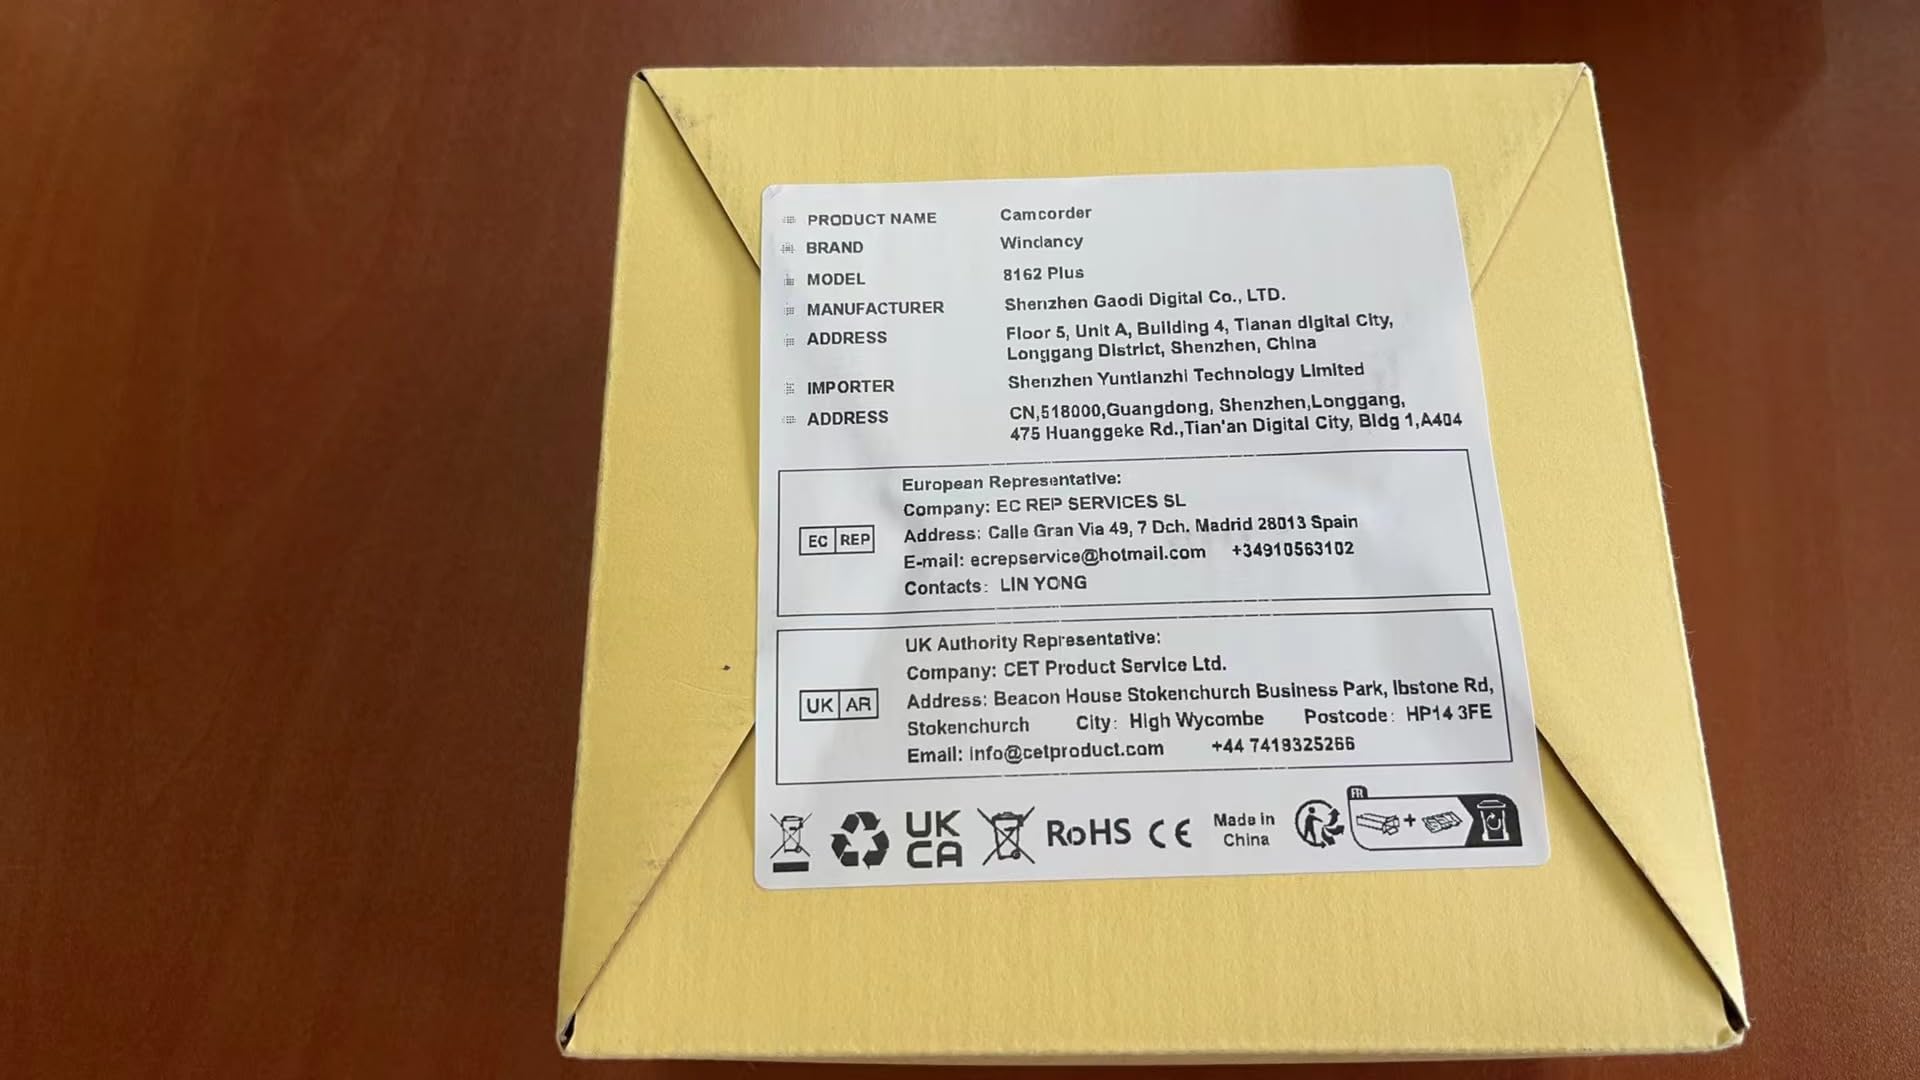 PRODUCT NAME Camcorder
BRAND Windancy
MODEL 8162 Plus
MANUFACTURER Shenzhen Gaodi Digital Co., LTD.
ADDRESS Floor 5, Unit A, Building 4, Tianan digital City,
Longgang District, Shenzhen, China
IMPORTER Shenzhen Yuntianzhi Technology Limited
ADDRESS CN,518000,Guangdong, Shenzhen,Longgang,
475 Huanggeke Rd.,Tian'an Digital City, Bldg 1,A404
European Representative:
Company: EC REP SERVICES SL
EC REP
Address: Calle Gran Via 49, 7 Dch. Madrid 28013 Spain
E-mail: ecrepservice@hotmail.com +34910563102
Contacts: LIN YONG
UK Authority Representative:
Company: CET Product Service Ltd.
UK AR
Address: Beacon House Stokenchurch Business Park, Ibstone Rd,
Stokenchurch City: High Wycombe Postcode: HP14 3FE
Email: info@cetproduct.com +44 7419325266
UK
CA
RoHS CE
Made in
China
FR
+